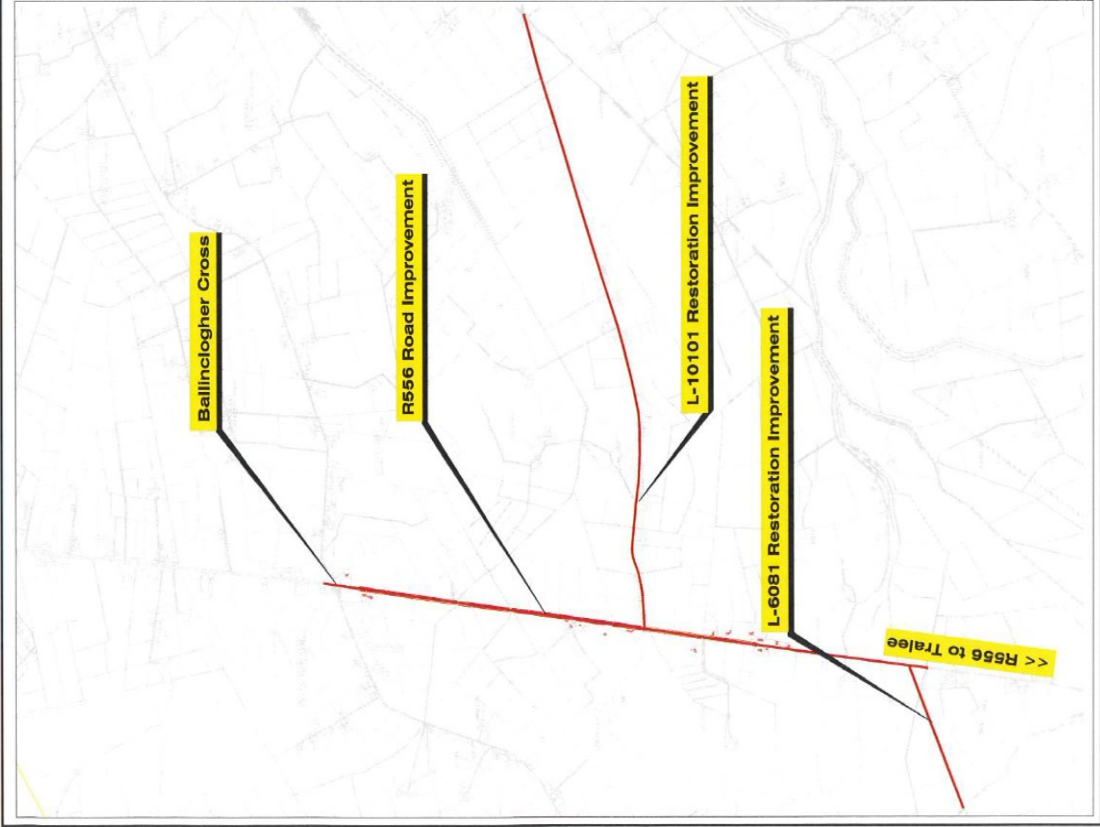 Ballinclogher Cross
R556 Road Improvement
L-10101 Restoration Improvement
L-6081 Restoration Improvement
<< R556 to Tralee